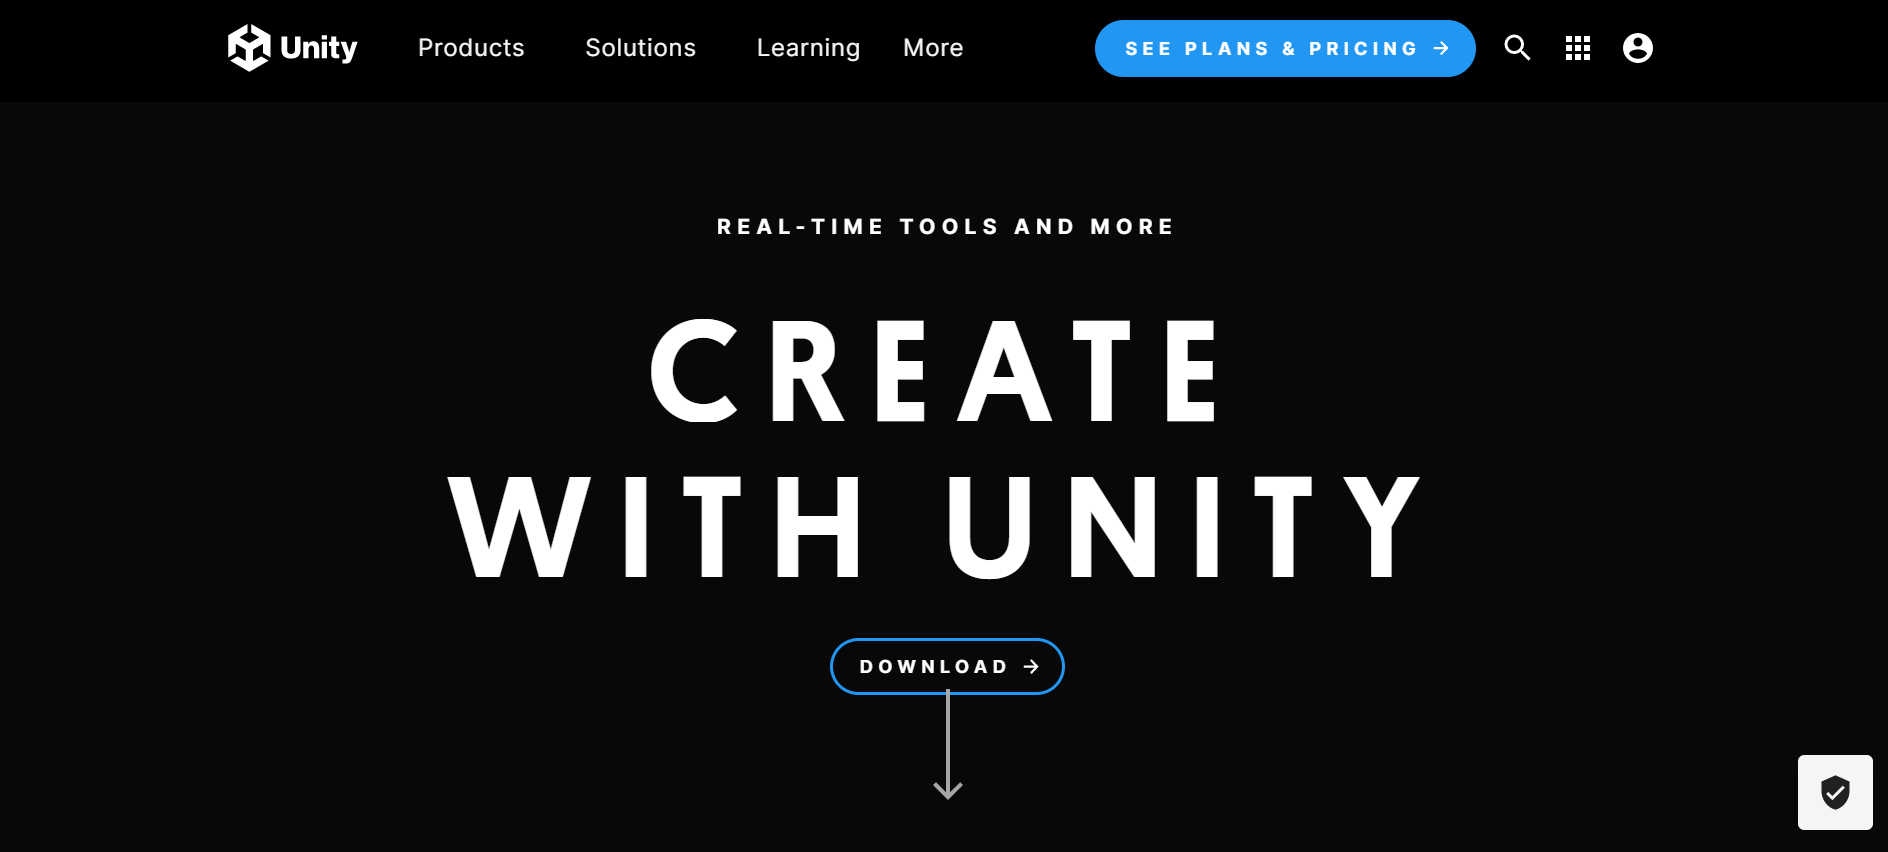 Unity Products Solutions Learning More SEE PLANS & PRICING
REAL-TIME TOOLS AND MORE
CREATE
WITH UNITY
DOWNLOAD